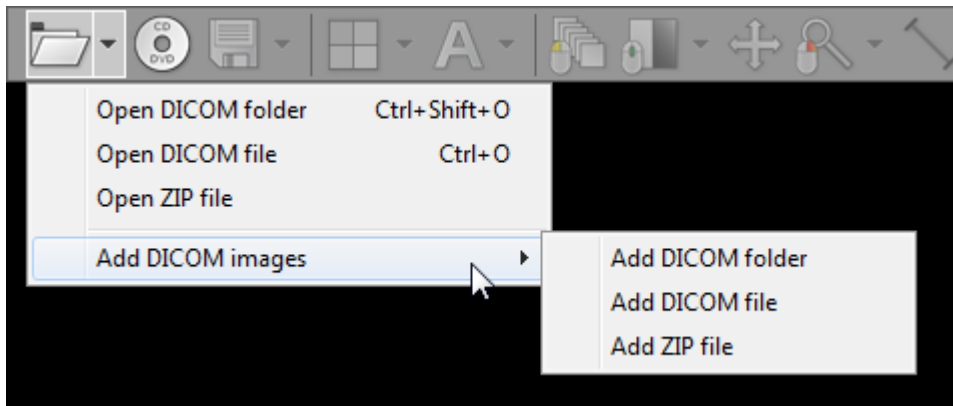 CD
DVD
A
Open DICOM folder Ctrl+Shift+O
Open DICOM file Ctrl+O
Open ZIP file
Add DICOM images
Add DICOM folder
Add DICOM file
Add ZIP file